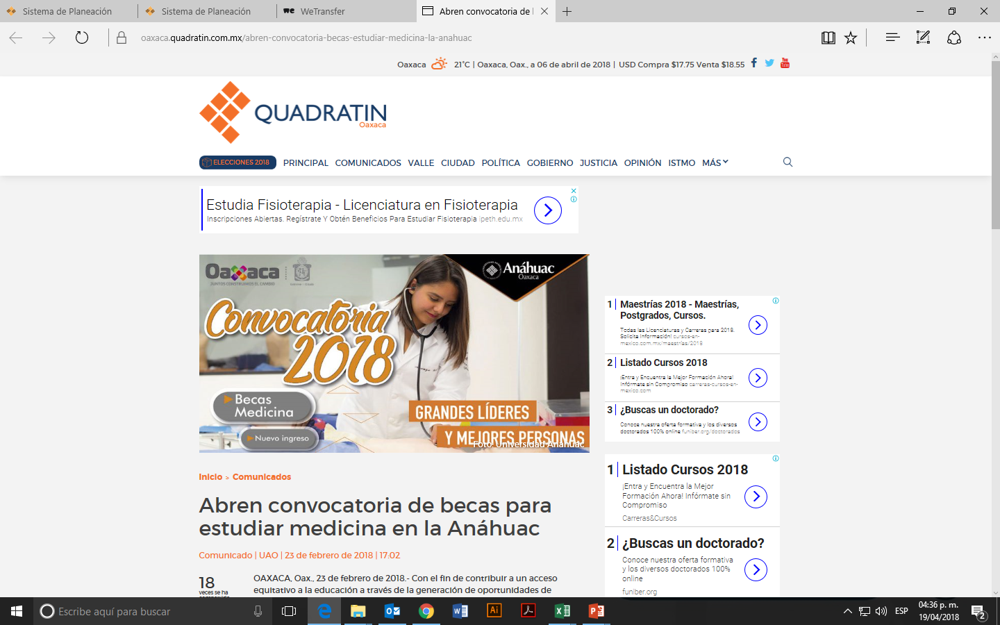 Sistema de Planeación
Sistema de Planeación
WeTransfer
Abren convocatoria de
oaxaca.quadratin.com.mx/abren-convocatoria-becas-estudiar-medicina-la-anahuac
Oaxaca 21°C | Oaxaca, Oax., a 06 de abril de 2018 | USD Compra $17.75 Venta $18.55
QUADRATIN
Oaxaca
ELECCIONES 2018 PRINCIPAL COMUNICADOS VALLE CIUDAD POLÍTICA GOBIERNO JUSTICIA OPINIÓN ISTMO MÁS
Estudia Fisioterapia - Licenciatura en Fisioterapia
Inscripciones Abiertas. Regístrate Y Obtén Beneficios Para Estudiar Fisioterapia ipeth.edu.mx
Oaxaca
JUNTOS CONSTRUIMOS EL CAMBIO
Anáhuac
Oaxaca
Convocatoria
2018
Becas
Medicina
Nuevo ingreso
GRANDES LÍDERES
Y MEJORES PERSONAS
Foto: Universidad Anáhuac
Inicio > Comunicados
Abren convocatoria de becas para
estudiar medicina en la Anáhuac
Comunicado | UAO | 23 de febrero de 2018 | 17:02
18
veces se ha
OAXACA, Oax., 23 de febrero de 2018.- Con el fin de contribuir a un acceso
equitativo a la educación a través de la generación de oportunidades de
1 Maestrías 2018 - Maestrías,
Postgrados, Cursos.
Todas las Licenciaturas y Carreras para 2018.
Solicita Información! cursos-en-
mexico.com.mx/maestrías/2018
2 Listado Cursos 2018
¡Entra y Encuentra la Mejor Formación Ahora!
Infórmate sin Compromiso carreras-cursos-en-
mexico.com
3 ¿Buscas un doctorado?
Conoce nuestra oferta formativa y los diversos
doctorados 100% online funiber.org/doctorados
1 Listado Cursos 2018
¡Entra y Encuentra la Mejor
Formación Ahora! Infórmate sin
Compromiso
Carreras&Cursos
2 ¿Buscas un doctorado?
Conoce nuestra oferta formativa
y los diversos doctorados 100%
online
funiber.org
Escribe aquí para buscar
ESP
04:36 p. m.
19/04/2018
2